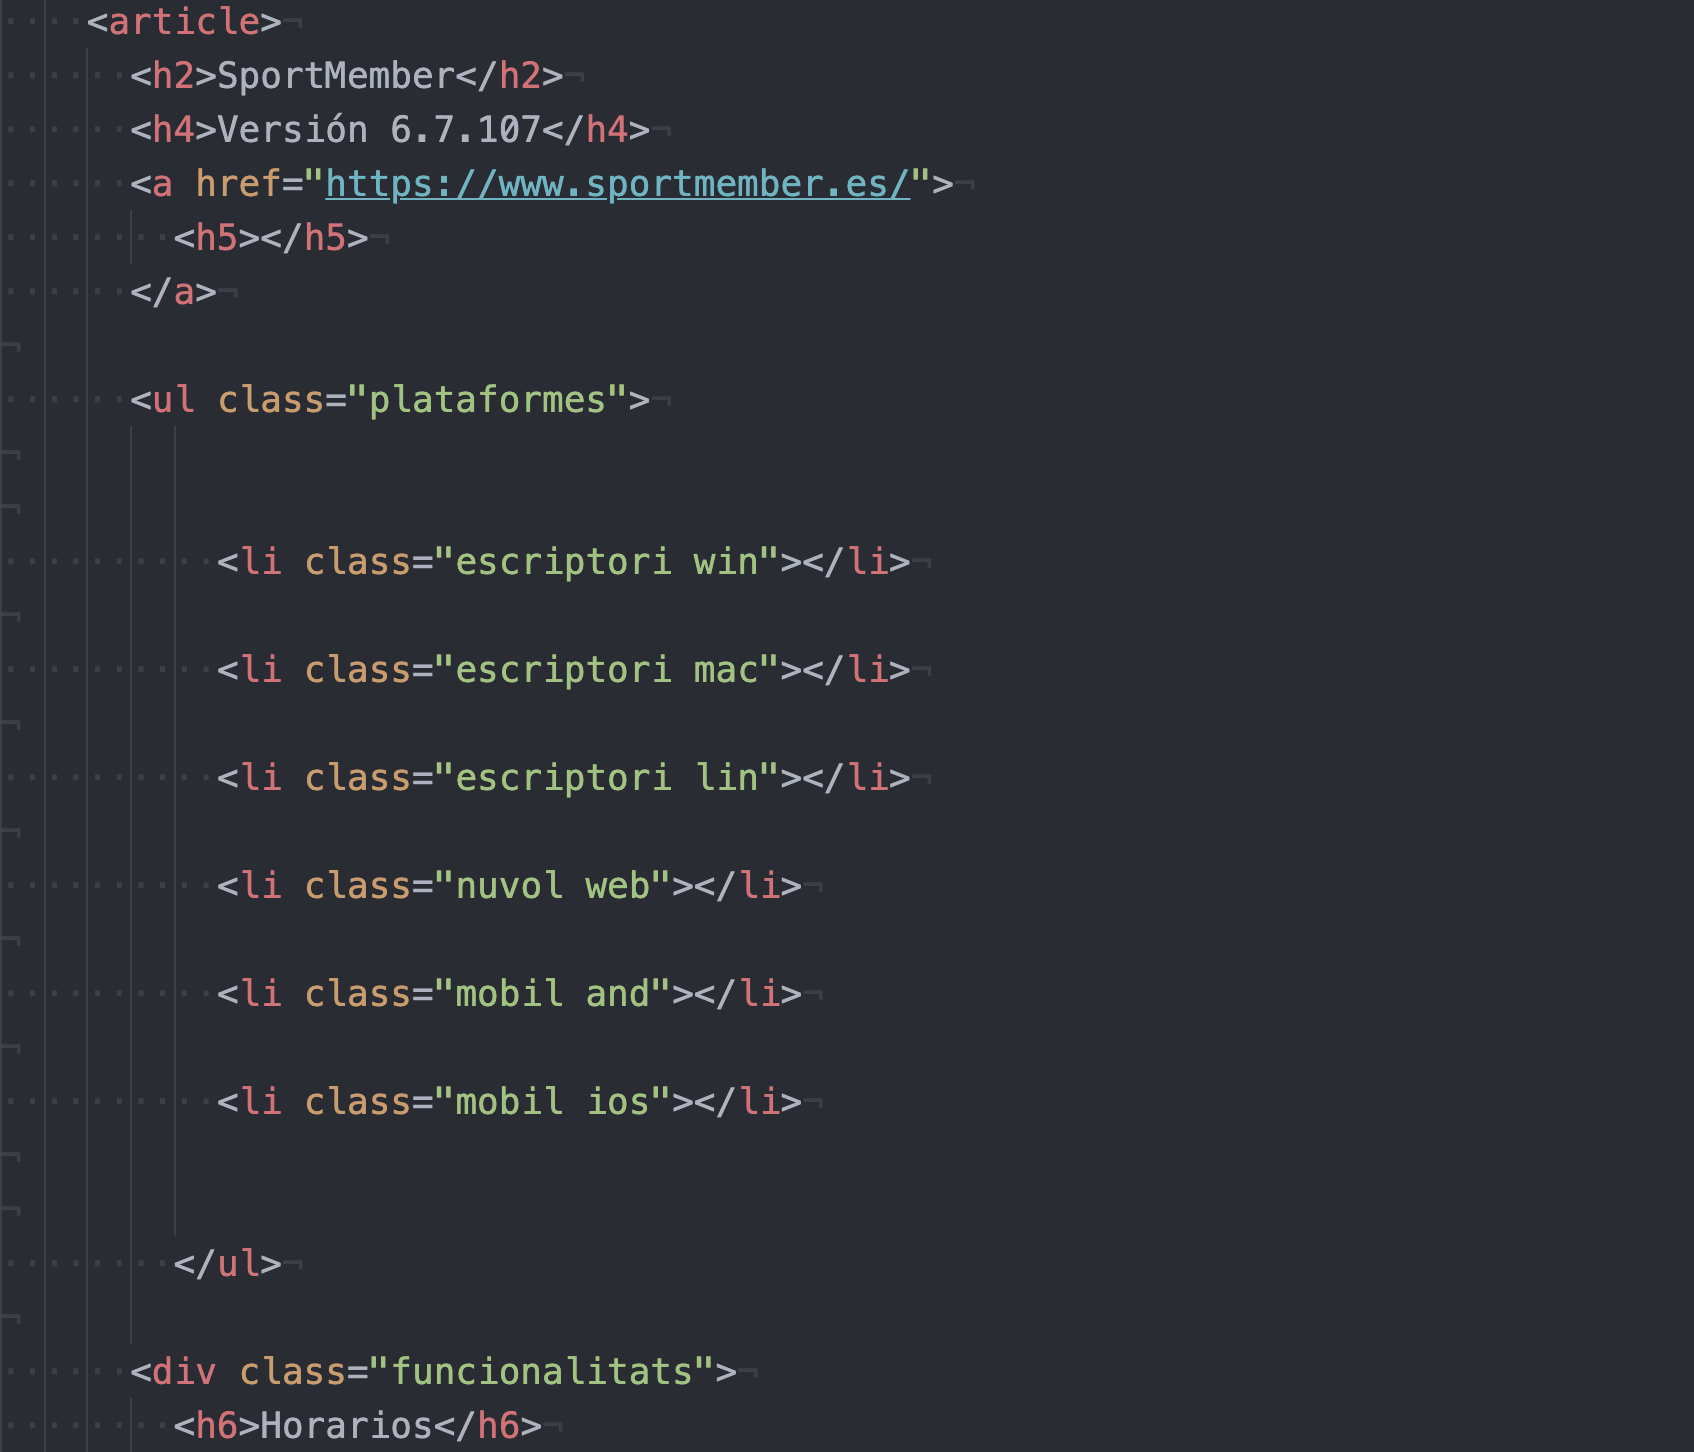 <article>
<h2>SportMember</h2>
<h4>Versión 6.7.107</h4>
<a href="https://www.sportmember.es/">
<h5></h5>
</a>
<ul class="plataformes">
<li class="escriptori win"></li>
<li class="escriptori mac"></li>
<li class="escriptori lin"></li>
<li class="nuvol web"></li>
<li class="mobil and"></li>
<li class="mobil ios"></li>
</ul>
<div class="funcionalitats">
<h6>Horarios</h6>